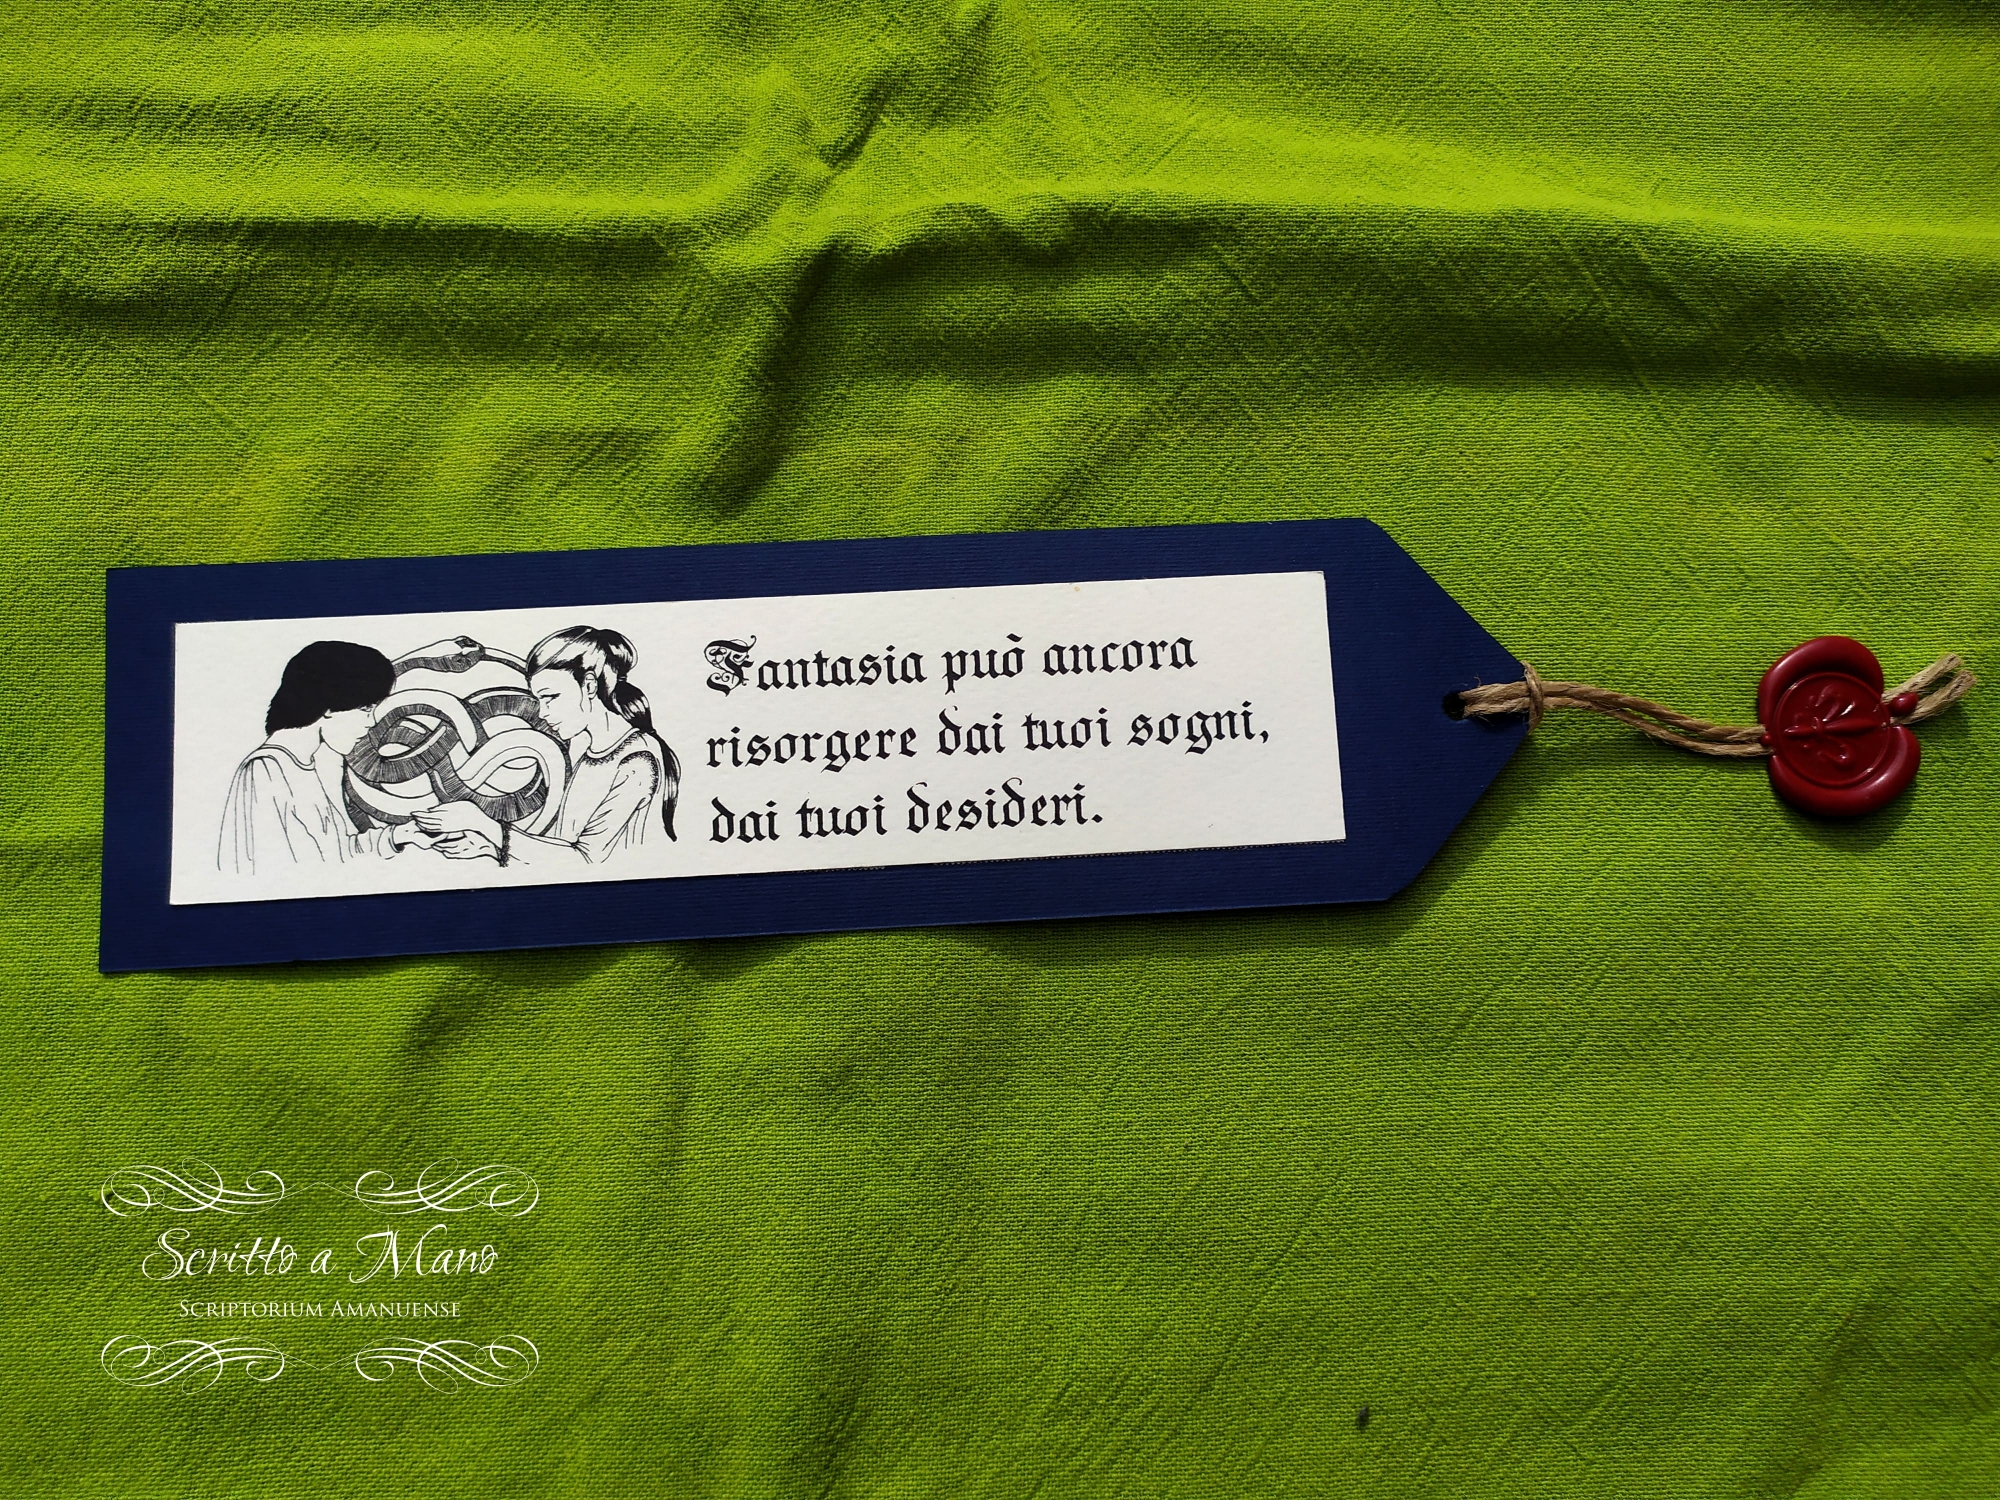 Fantasia può ancora
risorgere dai tuoi sogni,
dai tuoi desideri.
Scritto a Mano
Scriptorium Amanuense